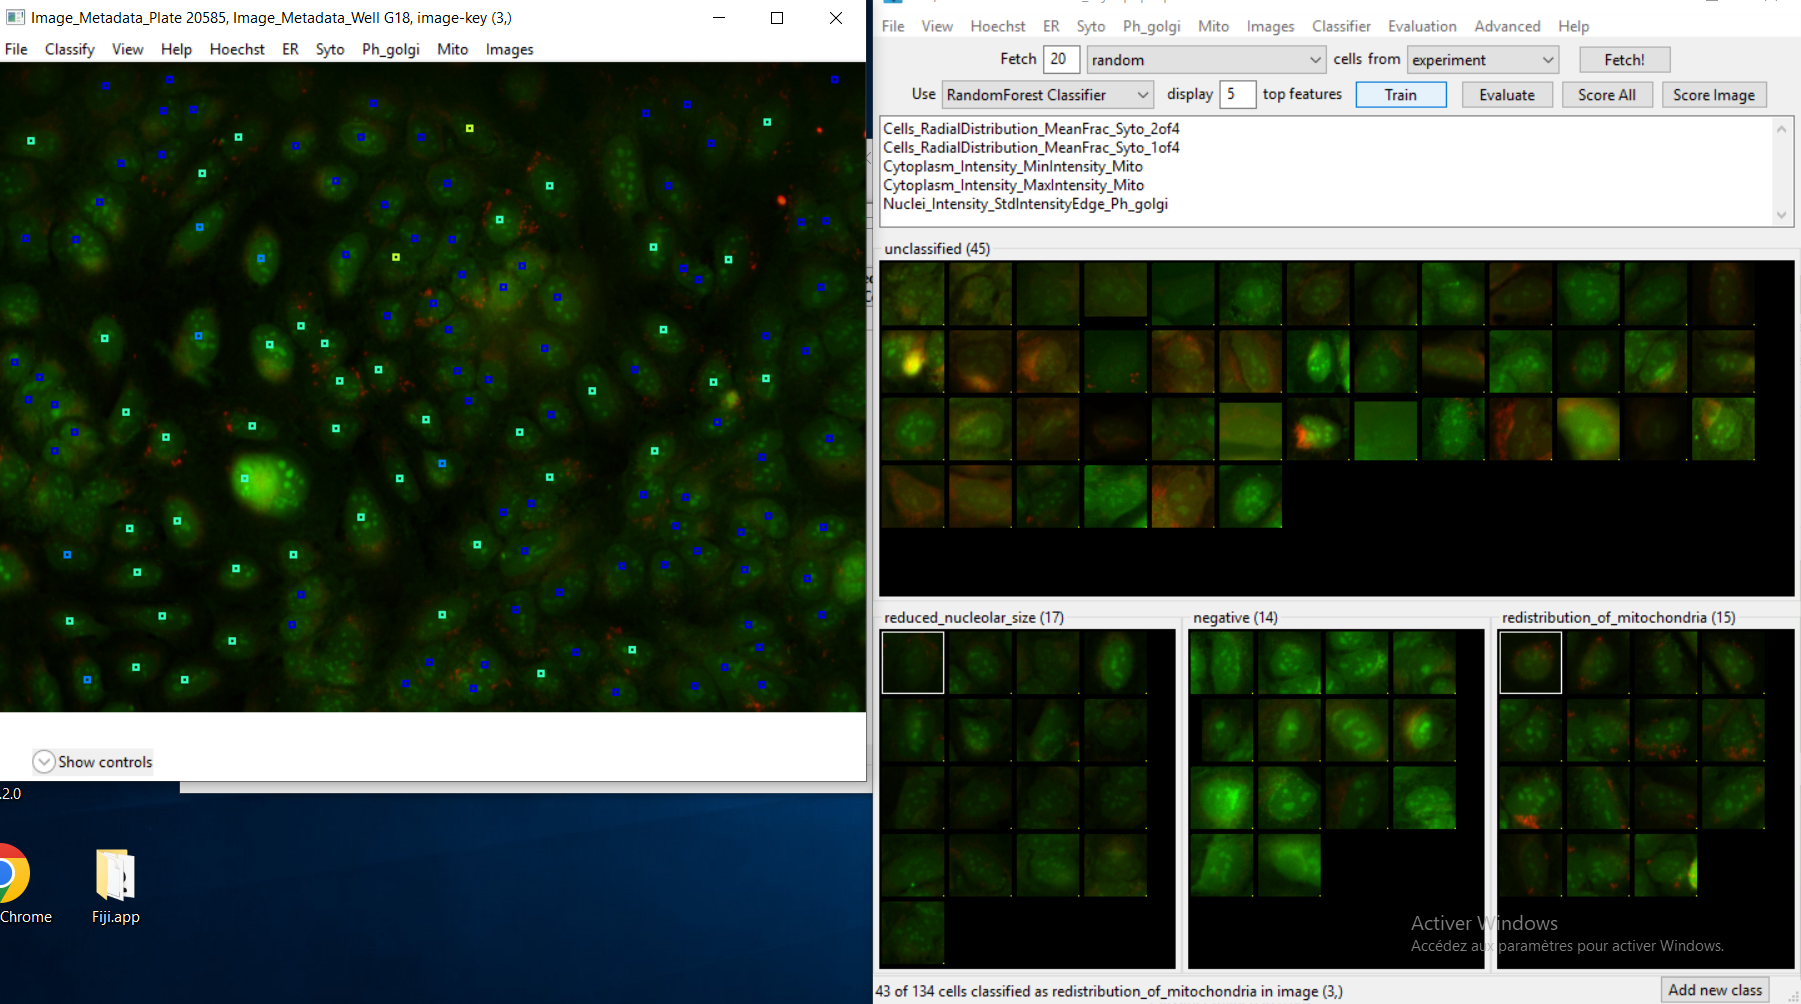 Image_Metadata_Plate 20585, Image_Metadata_Well G18, image-key (3,)
File Classify View Help Hoechst ER Syto Ph_golgi Mito Images
Show controls
.2.0
Chrome
Fiji.app
File View Hoechst ER Syto Ph_golgi Mito Images Classifier Evaluation Advanced Help
Fetch 20 random cells from experiment Fetch!
Use RandomForest Classifier display 5 top features Train Evaluate Score All Score Image
Cells_RadialDistribution_MeanFrac_Syto_2of4
Cells_RadialDistribution_MeanFrac_Syto_1of4
Cytoplasm_Intensity_MinIntensity_Mito
Cytoplasm_Intensity_MaxIntensity_Mito
Nuclei_Intensity_StdIntensityEdge_Ph_golgi
unclassified (45)
reduced_nucleolar_size (17)
negative (14)
redistribution_of_mitochondria (15)
Activer Windows
Accédez aux paramètres pour activer Windows.
43 of 134 cells classified as redistribution_of_mitochondria in image (3,)
Add new class